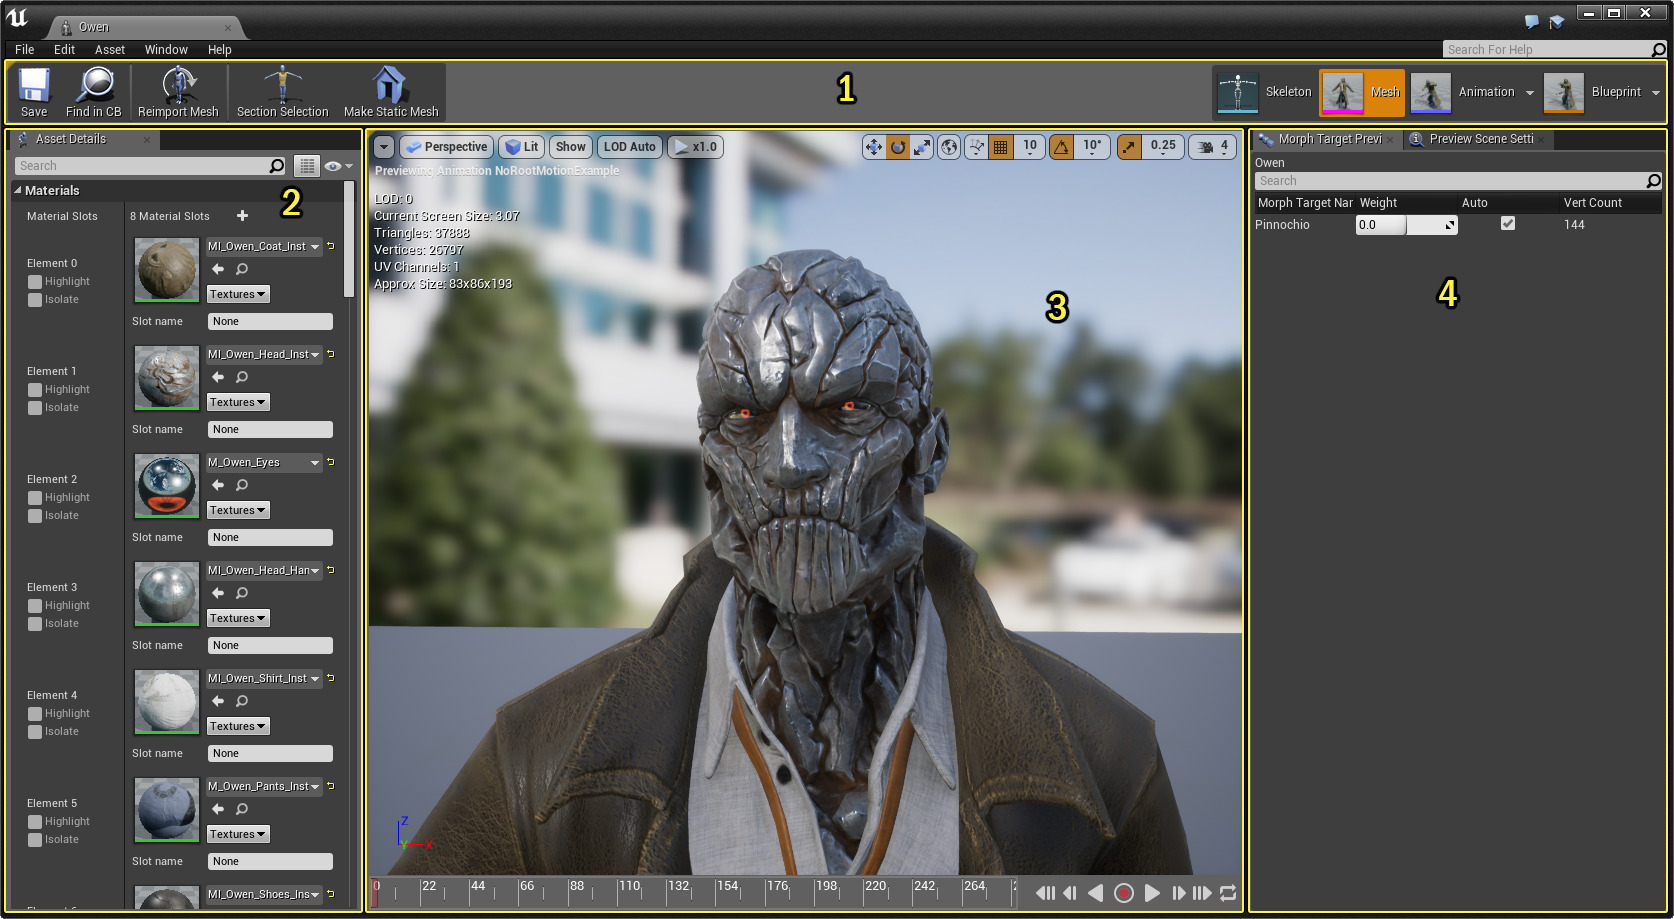 Owen
File Edit Asset Window Help
Search For Help
Save
Find in CB
Reimport Mesh
Section Selection
Make Static Mesh
1
Skeleton
Mesh
Animation
Blueprint
Asset Details
Search
2
Materials
Material Slots
8 Material Slots
Element 0
Highlight
Isolate
MI_Owen_Coat_Inst
Textures
Slot name
None
Element 1
Highlight
Isolate
MI_Owen_Head_Inst
Textures
Slot name
None
Element 2
Highlight
Isolate
M_Owen_Eyes
Textures
Slot name
None
Element 3
Highlight
Isolate
MI_Owen_Head_Han
Textures
Slot name
None
Element 4
Highlight
Isolate
MI_Owen_Shirt_Inst
Textures
Slot name
None
Element 5
Highlight
Isolate
M_Owen_Pants_Inst
Textures
Slot name
None
MI_Owen_Shoes_Ins
Perspective Lit Show LOD Auto x1.0
10 10° 0.25 4
Previewing Animation NoRootMotionExample
LOD: 0
Current Screen Size: 3.07
Triangles: 37888
Vertices: 26797
UV Channels: 1
Approx Size: 83x86x193
3
Z
Y
X
0 22 44 66 88 110 132 154 176 198 220 242 264
Morph Target Previ
Preview Scene Setti
Owen
Search
Morph Target Nar Weight Auto Vert Count
Pinnochio 0.0 144
4